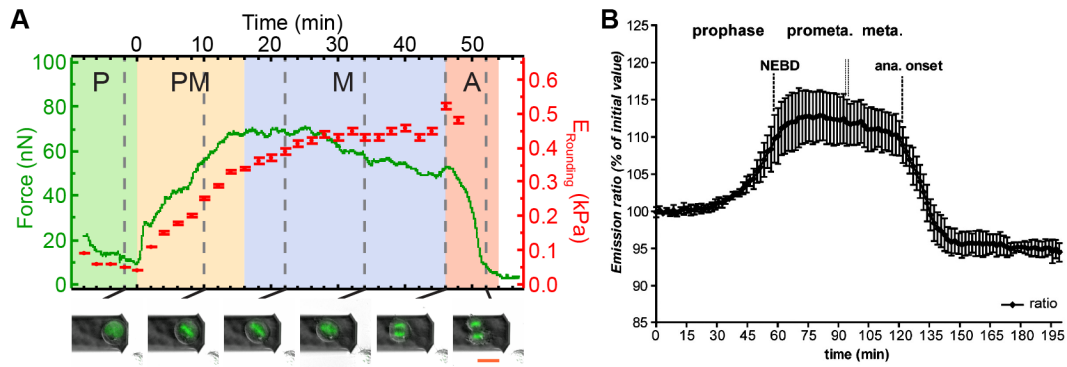 A
Time (min)
0 10 20 30 40 50
P PM M A
100
80
60
40
20
0
Force (nN)
0.6
0.5
0.4
0.3
0.2
0.1
0.0
E Rounding (kPa)
B
prophase prometa. meta.
NEBD ana. onset
120
115
110
105
100
95
90
85
Emission ratio (% of initial value)
ratio
0 15 30 45 60 75 90 105 120 135 150 165 180 195
time (min)